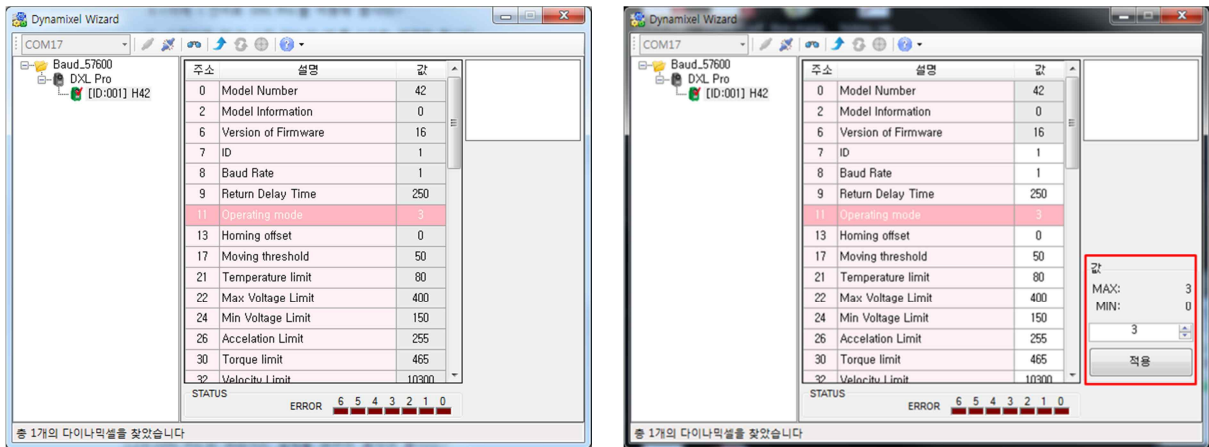 Dynamixel Wizard
COM17
Baud_57600
DXL Pro
[ID:001] H42
주소 설명 값
0 Model Number 42
2 Model Information 0
6 Version of Firmware 16
7 ID 1
8 Baud Rate 1
9 Return Delay Time 250
11 Operating mode 3
13 Homing offset 0
17 Moving threshold 50
21 Temperature limit 80
22 Max Voltage Limit 400
24 Min Voltage Limit 150
26 Accelation Limit 255
30 Torque limit 465
32 Velocity Limit 10300
STATUS
ERROR 6 5 4 3 2 1 0
총 1개의 다이나믹셀을 찾았습니다
Dynamixel Wizard
COM17
Baud_57600
DXL Pro
[ID:001] H42
주소 설명 값
0 Model Number 42
2 Model Information 0
6 Version of Firmware 16
7 ID 1
8 Baud Rate 1
9 Return Delay Time 250
11 Operating mode 3
13 Homing offset 0
17 Moving threshold 50
21 Temperature limit 80
22 Max Voltage Limit 400
24 Min Voltage Limit 150
26 Accelation Limit 255
30 Torque limit 465
32 Velocity Limit 10300
값
MAX: 3
MIN: 0
3
적용
STATUS
ERROR 6 5 4 3 2 1 0
총 1개의 다이나믹셀을 찾았습니다